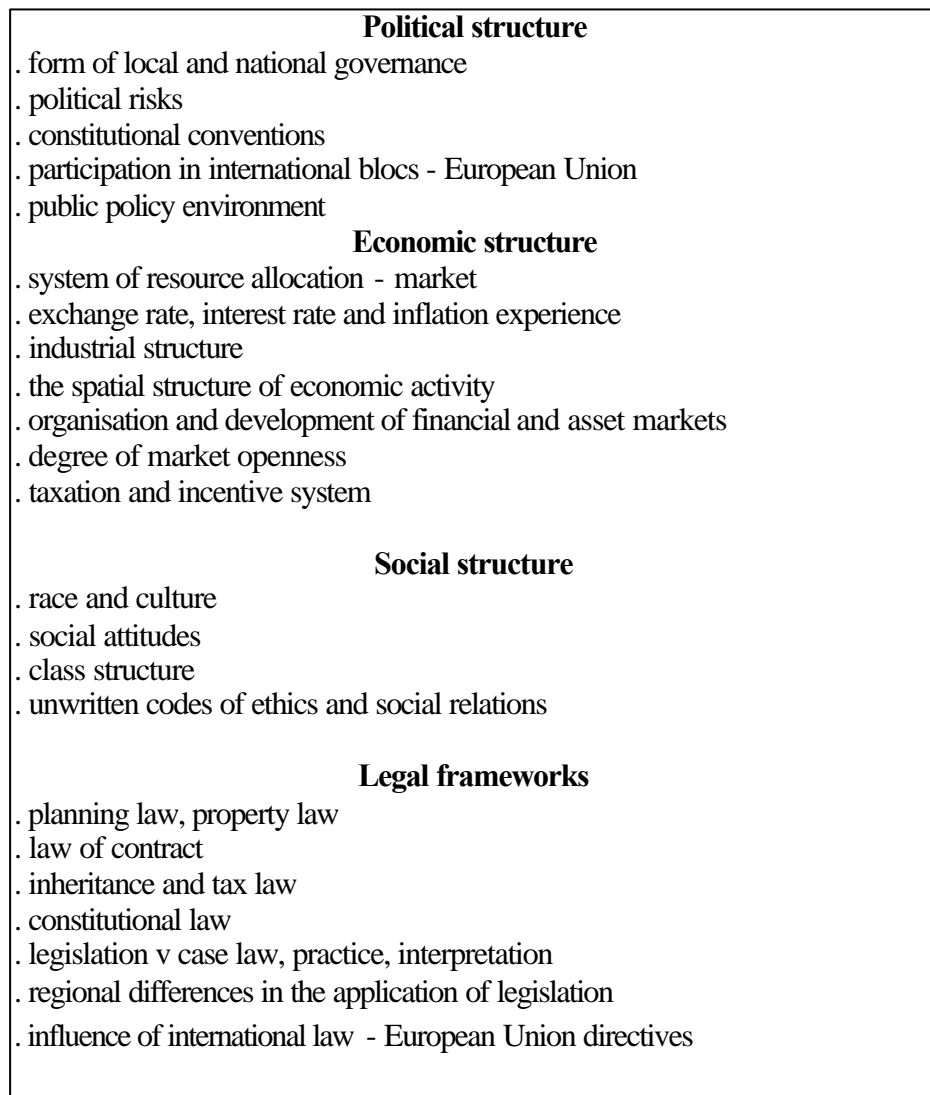 Political structure
. form of local and national governance
. political risks
. constitutional conventions
. participation in international blocs - European Union
. public policy environment
Economic structure
. system of resource allocation - market
. exchange rate, interest rate and inflation experience
. industrial structure
. the spatial structure of economic activity
. organisation and development of financial and asset markets
. degree of market openness
. taxation and incentive system
Social structure
. race and culture
. social attitudes
. class structure
. unwritten codes of ethics and social relations
Legal frameworks
. planning law, property law
. law of contract
. inheritance and tax law
. constitutional law
. legislation v case law, practice, interpretation
. regional differences in the application of legislation
. influence of international law - European Union directives